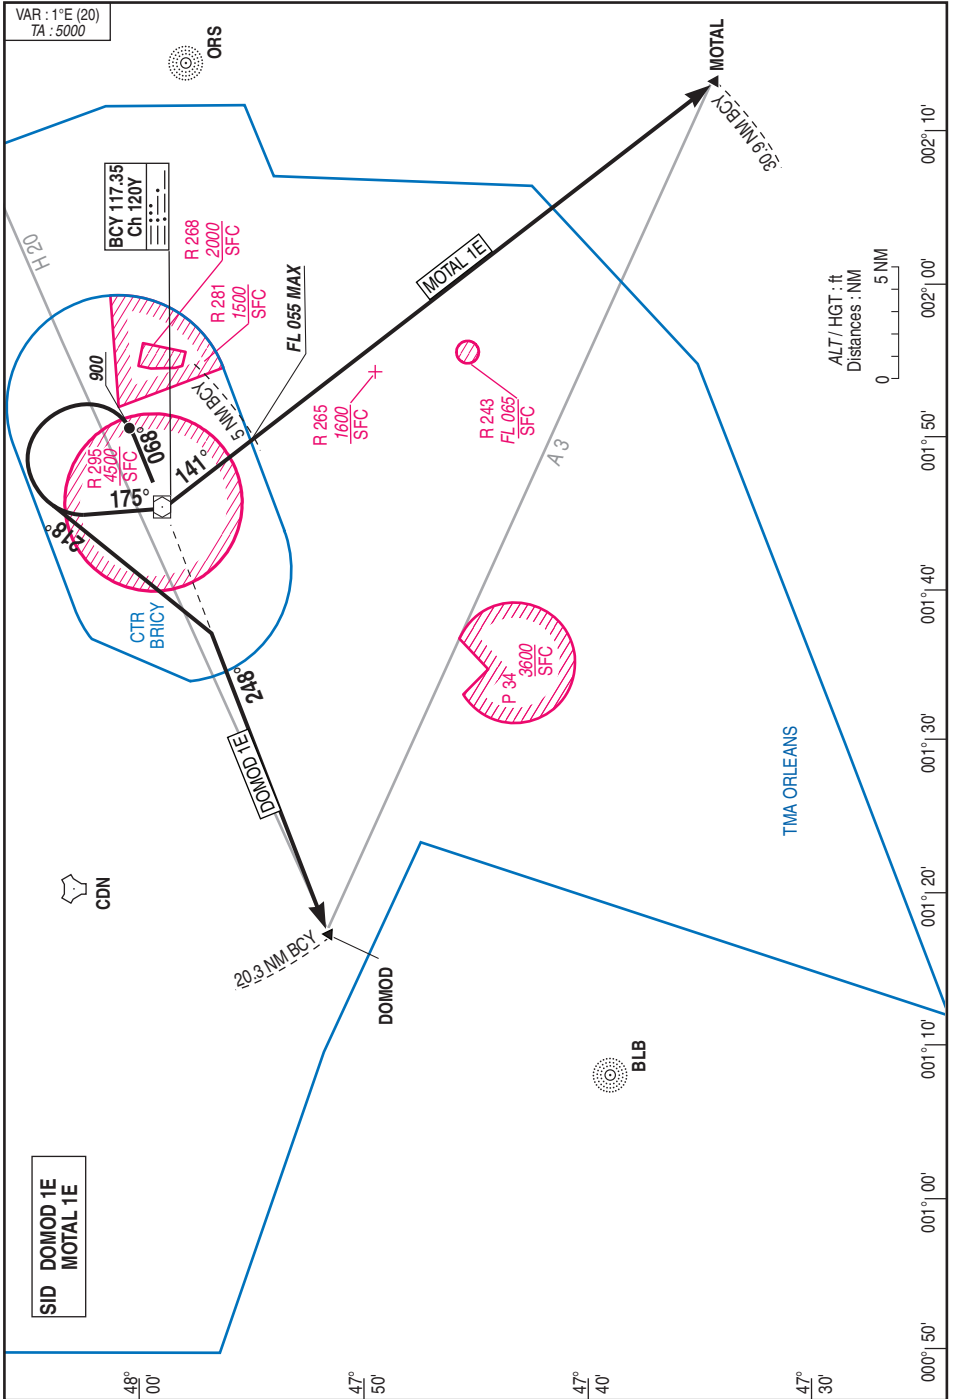 VAR : 1°E (20)
TA : 5000
SID DOMOD 1E
MOTAL 1E
ORS
MOTAL
30.9 NM BCY
BCY 117.35
Ch 120Y
H 20
R 268
2000
SFC
R 281
1500
SFC
FL 055 MAX
5 NM BCY
MOTAL 1E
900
068°
R 295
4500
SFC
141°
175°
218°
R 265
1600
SFC
R 243
FL 065
SFC
A 3
CTR
BRICY
248°
DOMOD 1E
P 34
3600
SFC
TMA ORLEANS
CDN
20.3 NM BCY
DOMOD
BLB
ALT / HGT : ft
Distances : NM
0
5 NM
002° 10'
002° 00'
001° 50'
001° 40'
001° 30'
001° 20'
001° 10'
001° 00'
000° 50'
48°
00'
47°
50'
47°
40'
47°
30'